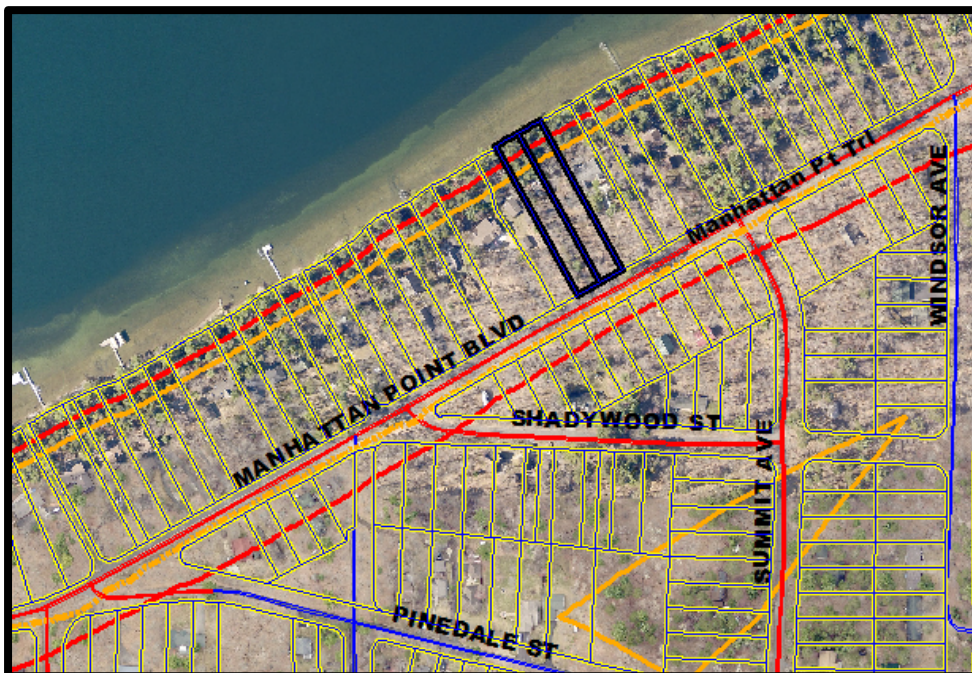 Manhattan Pt Trl
WINDSOR AVE
MANHATTAN POINT BLVD
SHADYWOOD ST
SUMMIT AVE
PINEDALE ST